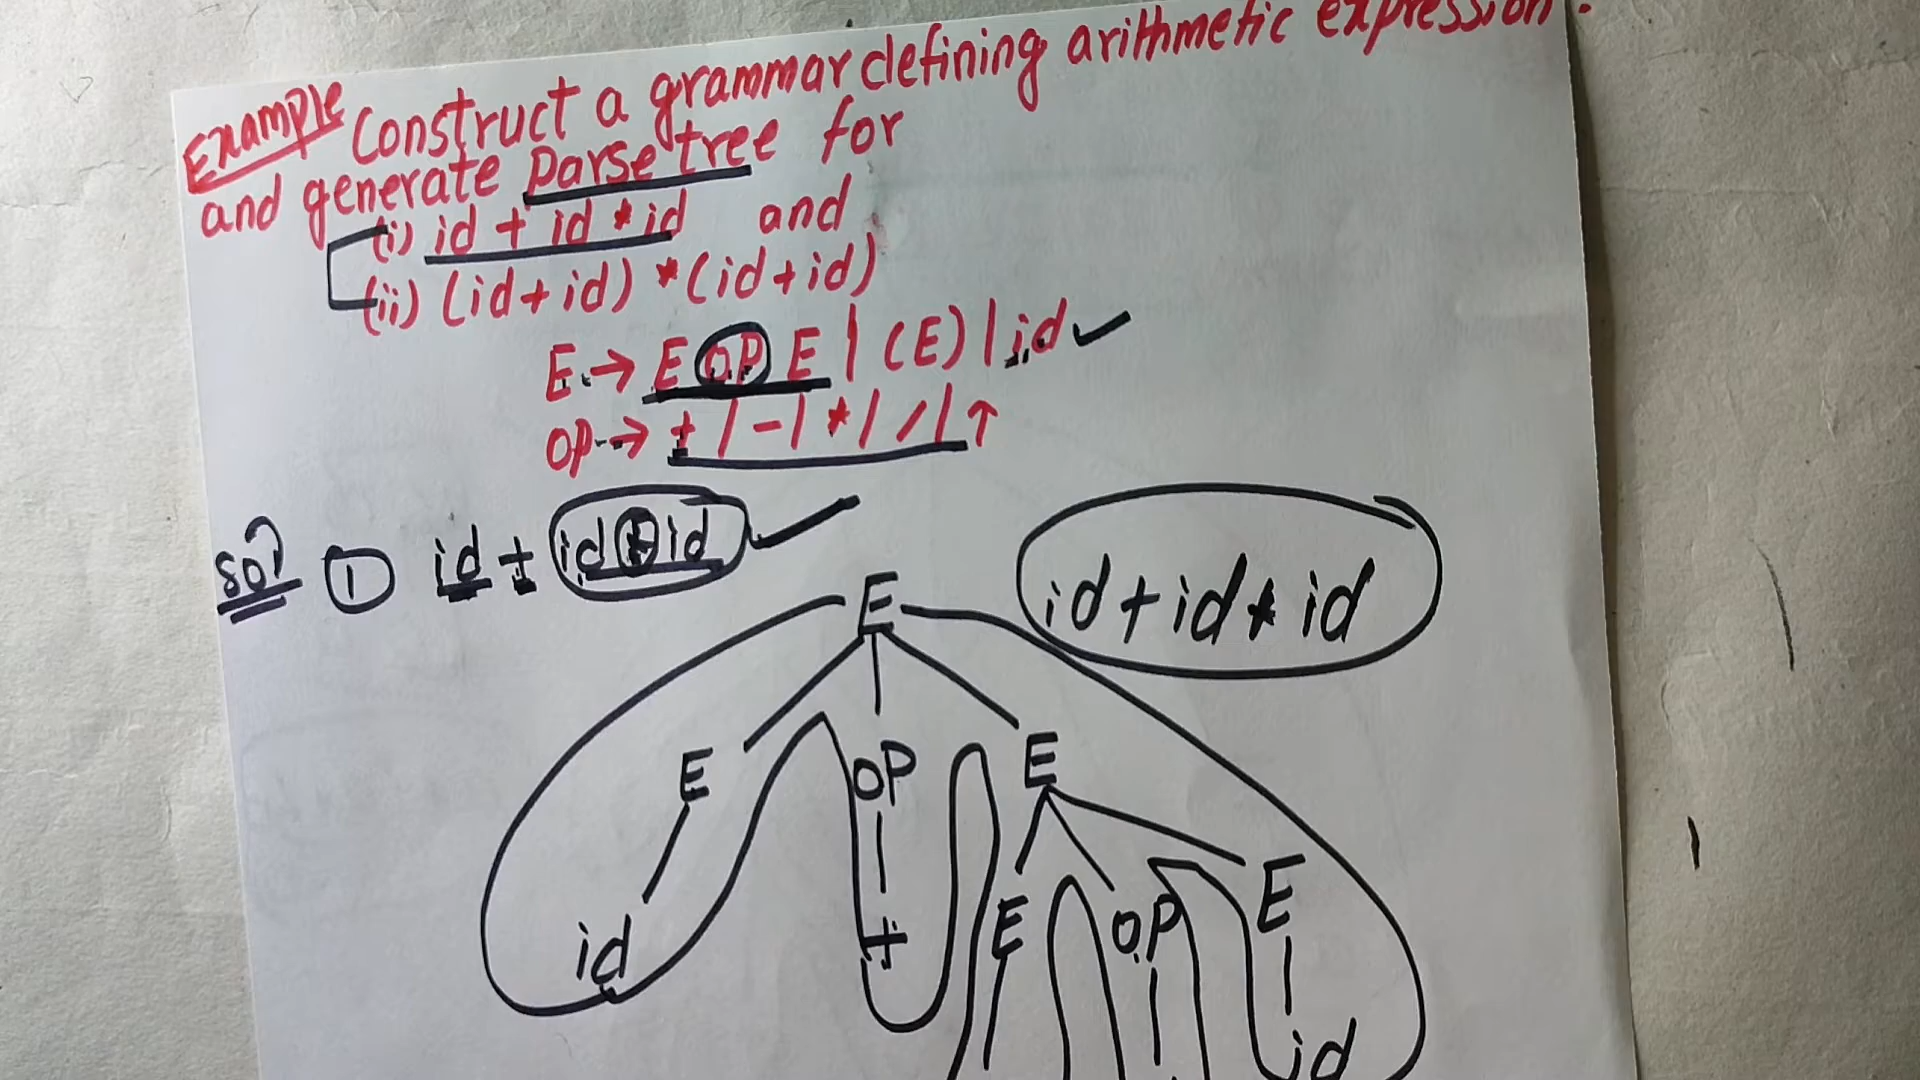 Example Construct a grammar defining arithmetic expression.
and generate parse tree for
(i) id + id * id and
(ii) (id+id) * (id+id)
E → E OP E | (E) | id
OP → + | - | * | / | ↑
Sol ① id + id * id
id + id * id
E
E OP E
id + E OP E
id